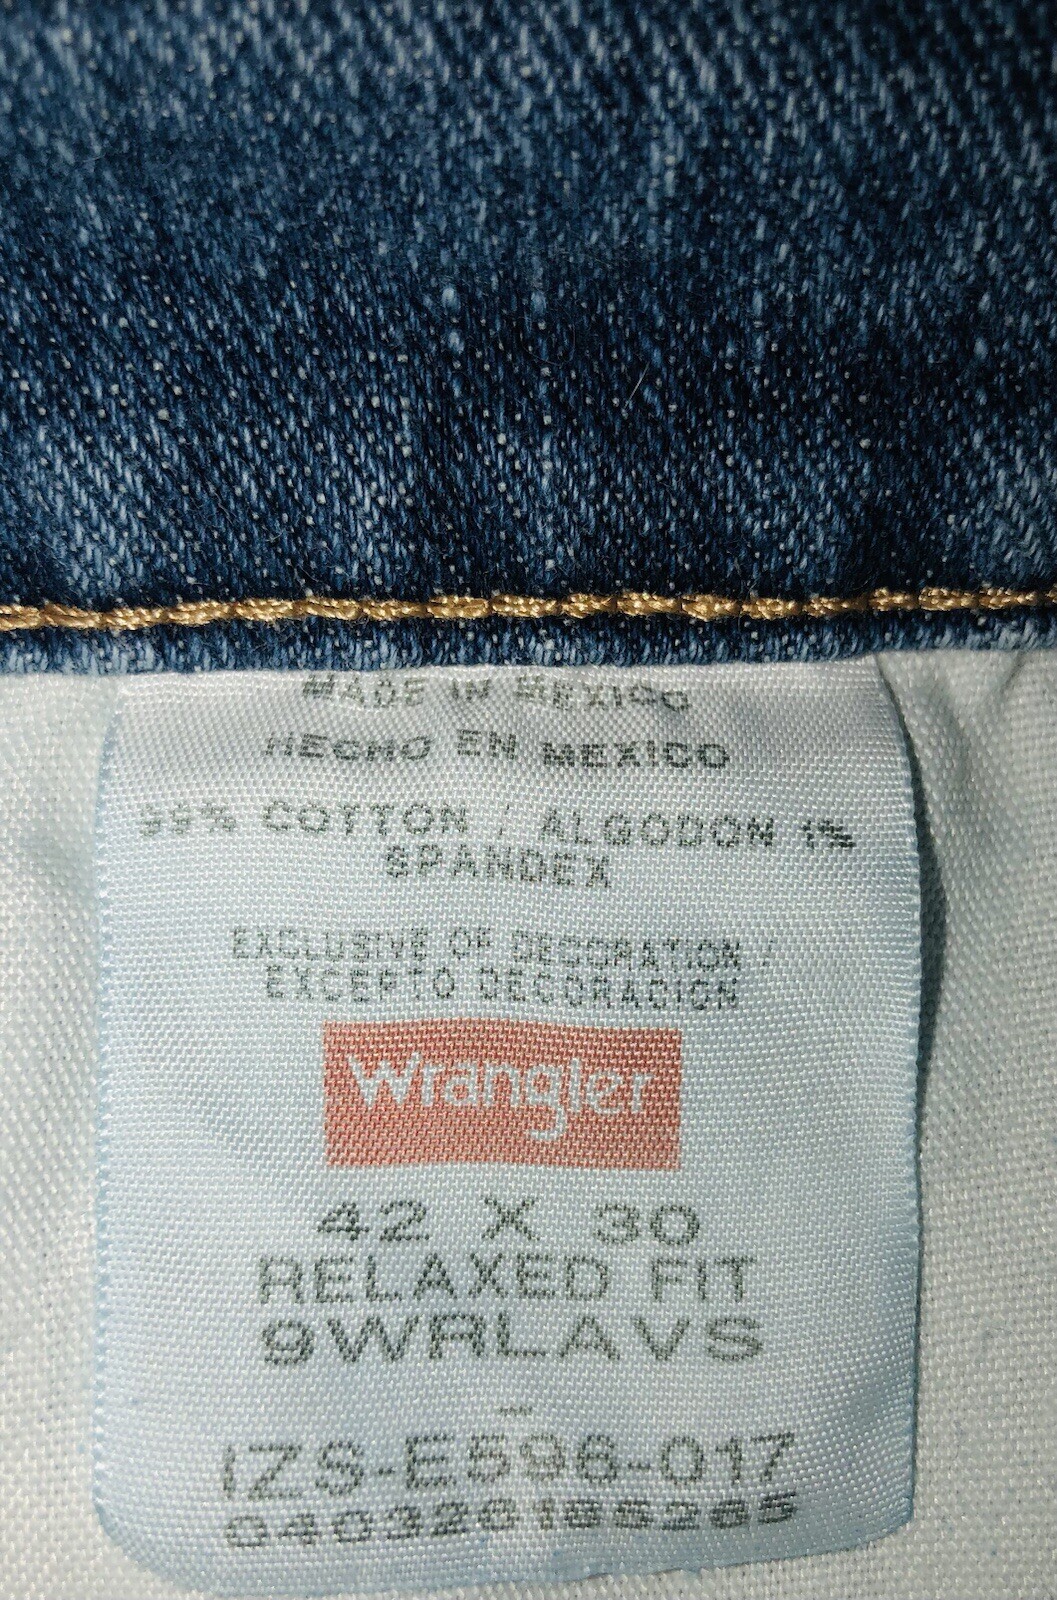 MADE IN MEXICO
HECHO EN MEXICO
99% COTTON / ALGODON 1%
SPANDEX
EXCLUSIVE OF DECORATION /
EXCEPTO DECORACION
Wrangler
42 X 30
RELAXED FIT
9WRLAVS
-
IZS-E596-017
040326185265